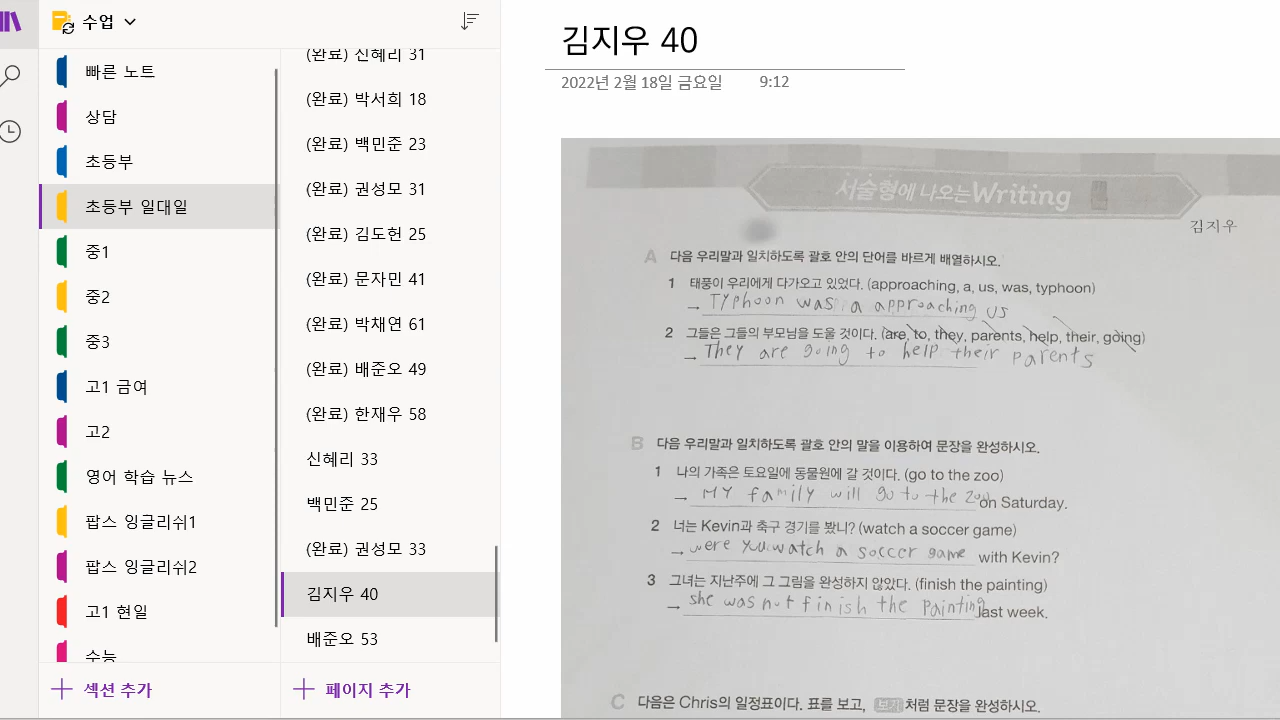 수업
빠른 노트
상담
초등부
초등부 일대일
중1
중2
중3
고1 금여
고2
영어 학습 뉴스
팝스 잉글리쉬1
팝스 잉글리쉬2
고1 현일
수능
섹션 추가
(완료) 신혜리 31
(완료) 박서희 18
(완료) 백민준 23
(완료) 권성모 31
(완료) 김도헌 25
(완료) 문자민 41
(완료) 박채연 61
(완료) 배준오 49
(완료) 한재우 58
신혜리 33
백민준 25
(완료) 권성모 33
김지우 40
배준오 53
페이지 추가
김지우 40
2022년 2월 18일 금요일 9:12
서술형에 나오는 Writing
김지우
A 다음 우리말과 일치하도록 괄호 안의 단어를 바르게 배열하시오.
1 태풍이 우리에게 다가오고 있었다. (approaching, a, us, was, typhoon)
→ Typhoon was a approaching us
2 그들은 그들의 부모님을 도울 것이다. (are, to, they, parents, help, their, going)
→ They are going to help their parents
B 다음 우리말과 일치하도록 괄호 안의 말을 이용하여 문장을 완성하시오.
1 나의 가족은 토요일에 동물원에 갈 것이다. (go to the zoo)
→ MY family will go to the zoo on Saturday.
2 너는 Kevin과 축구 경기를 봤니? (watch a soccer game)
→ were you watch a soccer game with Kevin?
3 그녀는 지난주에 그 그림을 완성하지 않았다. (finish the painting)
→ she was not finish the painting last week.
C 다음은 Chris의 일정표이다. 표를 보고, 보기 처럼 문장을 완성하시오.